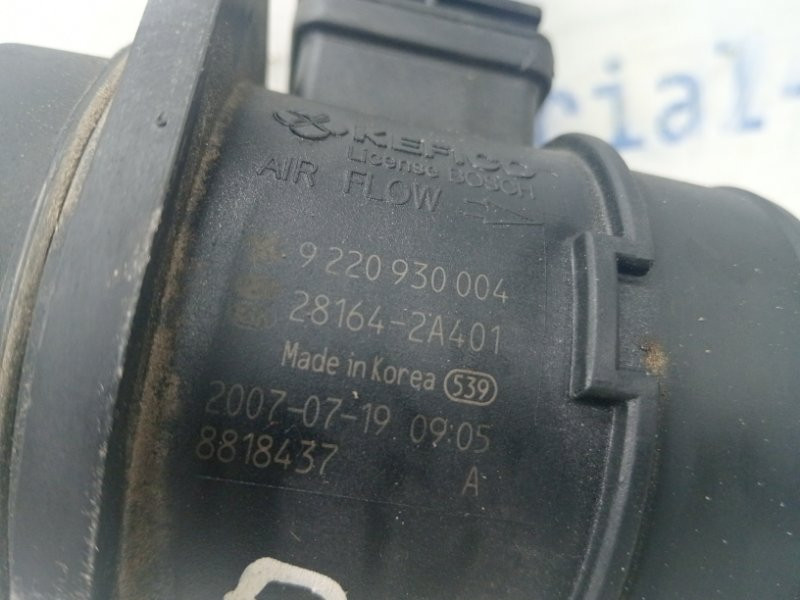 KEFICO
License BOSCH
AIR FLOW
9 220 930 004
28164-2A401
Made in Korea 539
2007-07-19 09:05
8818437 A